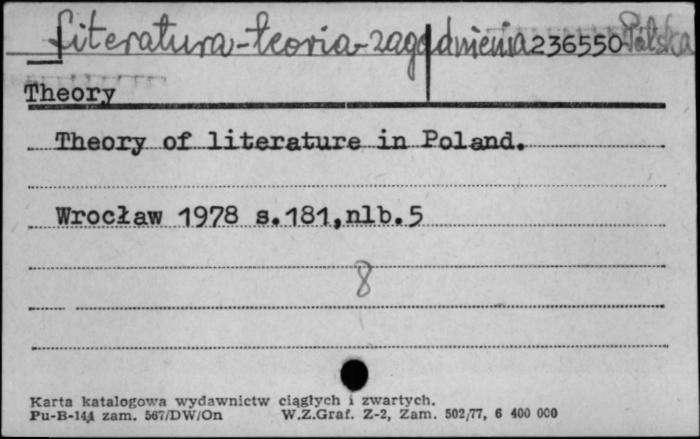 Literatura-teoria-zagadnienia 236550 Polska
Theory
Theory of literature in Poland.
Wrocław 1978 s.181,nlb.5
8
Karta katalogowa wydawnictw ciągłych i zwartych.
Pu-B-144 zam. 567/DW/On W.Z.Graf. Z-2, Zam. 502/77, 6 400 000